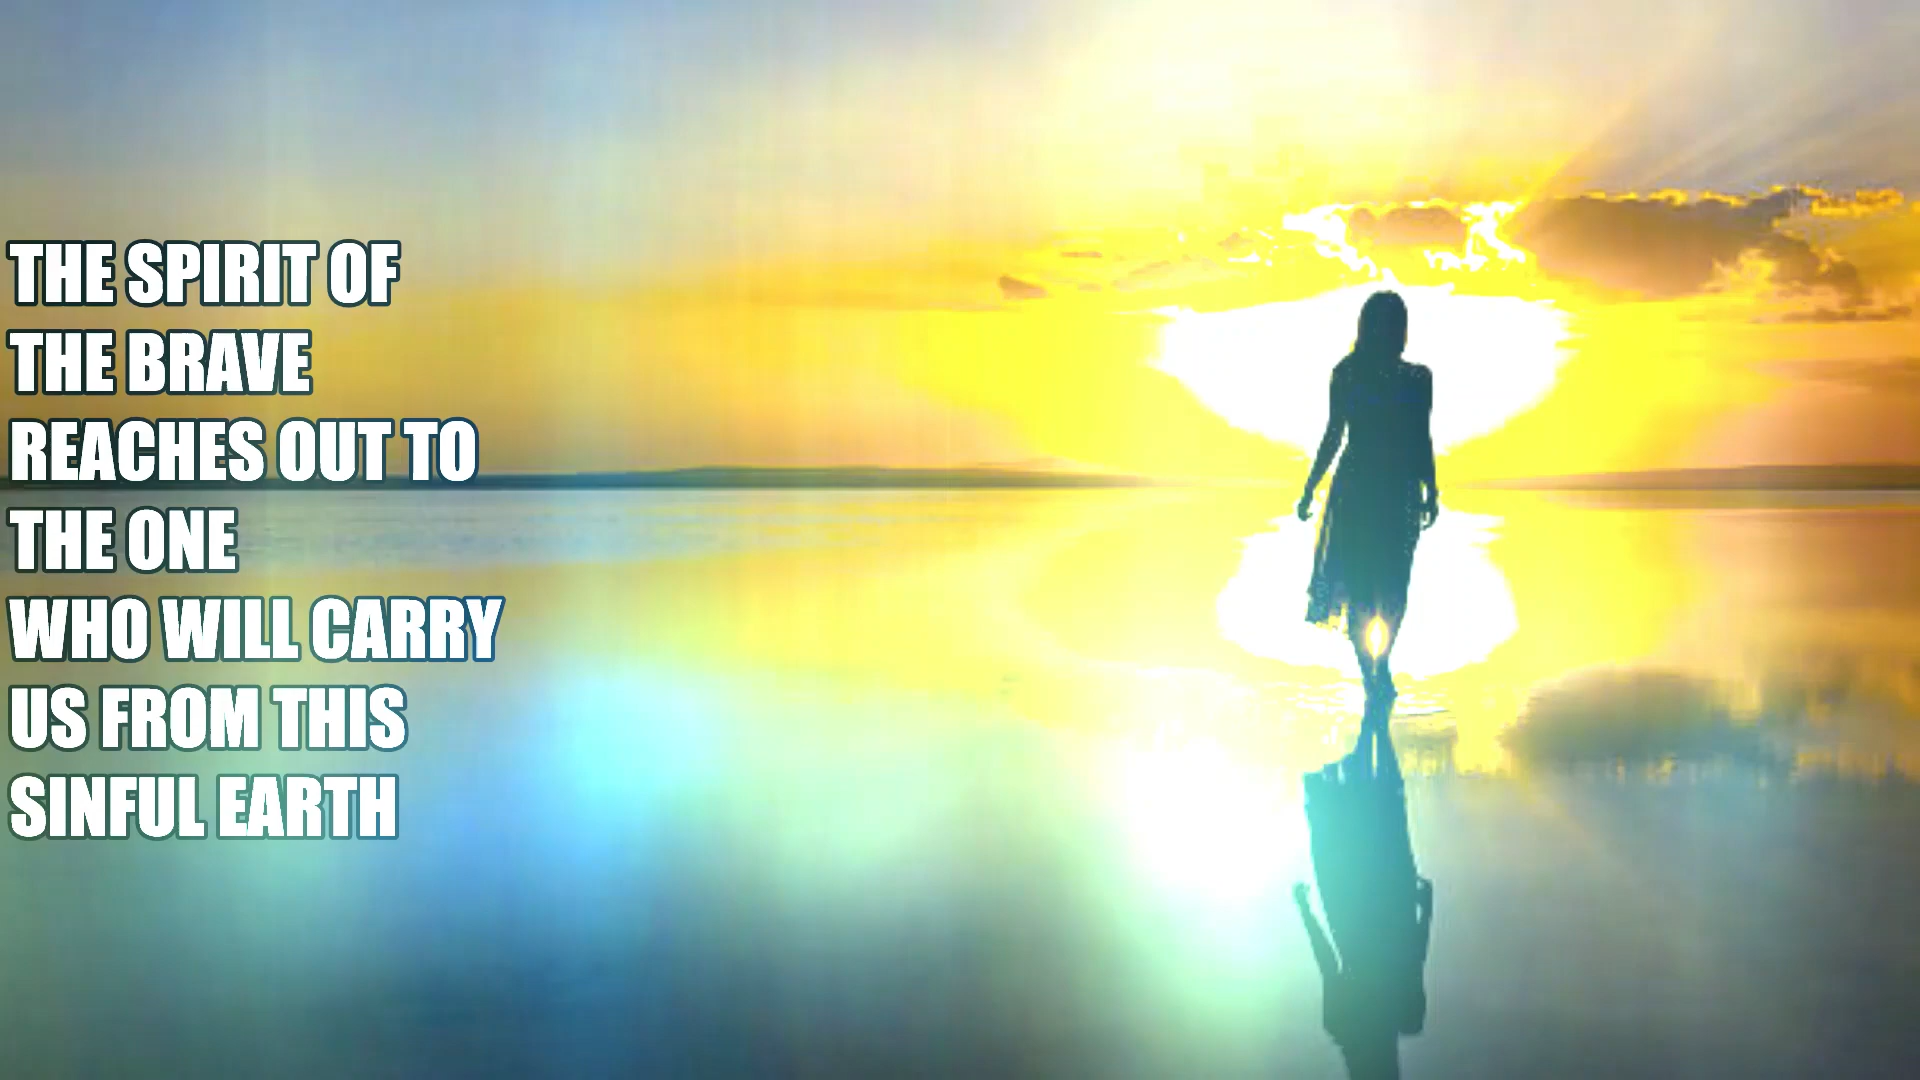 THE SPIRIT OF
THE BRAVE
REACHES OUT TO
THE ONE
WHO WILL CARRY
US FROM THIS
SINFUL EARTH